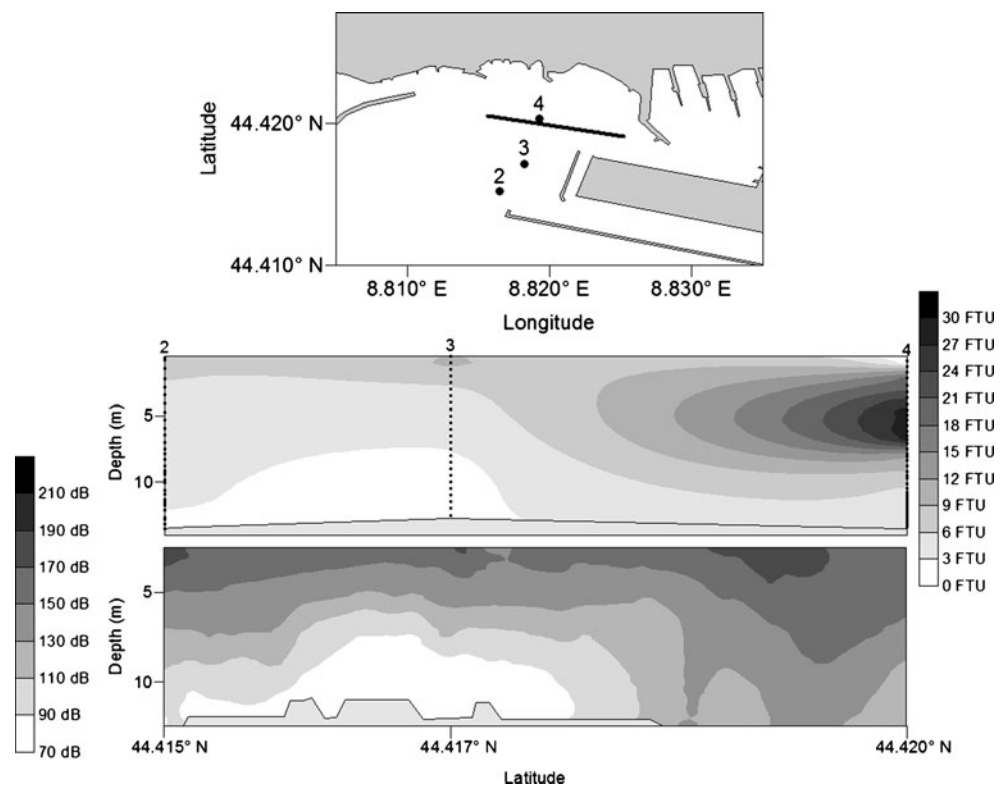 Latitude
44.420° N
44.410° N
4
3
2
8.810° E
8.820° E
8.830° E
Longitude
2
3
4
Depth (m)
5
10
30 FTU
27 FTU
24 FTU
21 FTU
18 FTU
15 FTU
12 FTU
9 FTU
6 FTU
3 FTU
0 FTU
210 dB
190 dB
170 dB
150 dB
130 dB
110 dB
90 dB
70 dB
Depth (m)
5
10
44.415° N
44.417° N
44.420° N
Latitude